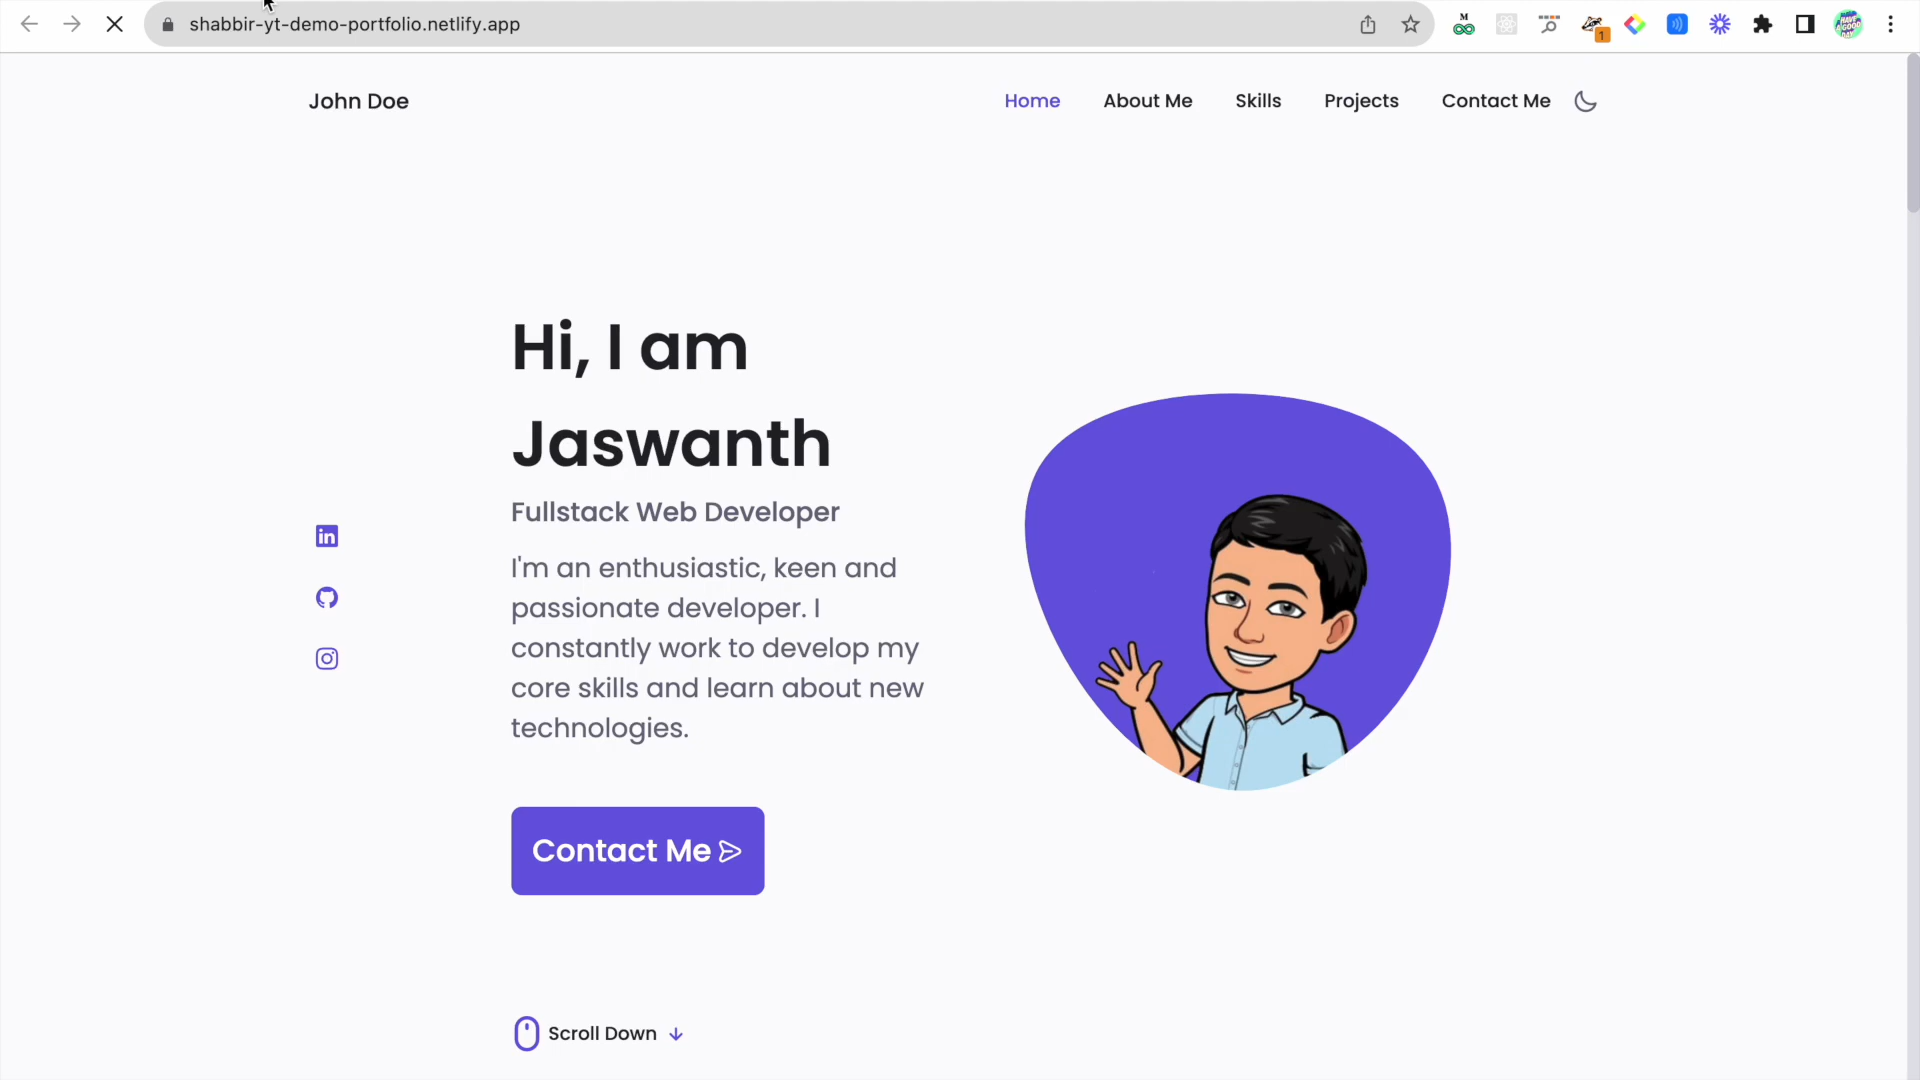 shabbir-yt-demo-portfolio.netlify.app
M
1
John Doe
Home
About Me
Skills
Projects
Contact Me
Hi, I am
Jaswanth
Fullstack Web Developer
I'm an enthusiastic, keen and
passionate developer. I
constantly work to develop my
core skills and learn about new
technologies.
Contact Me
Scroll Down